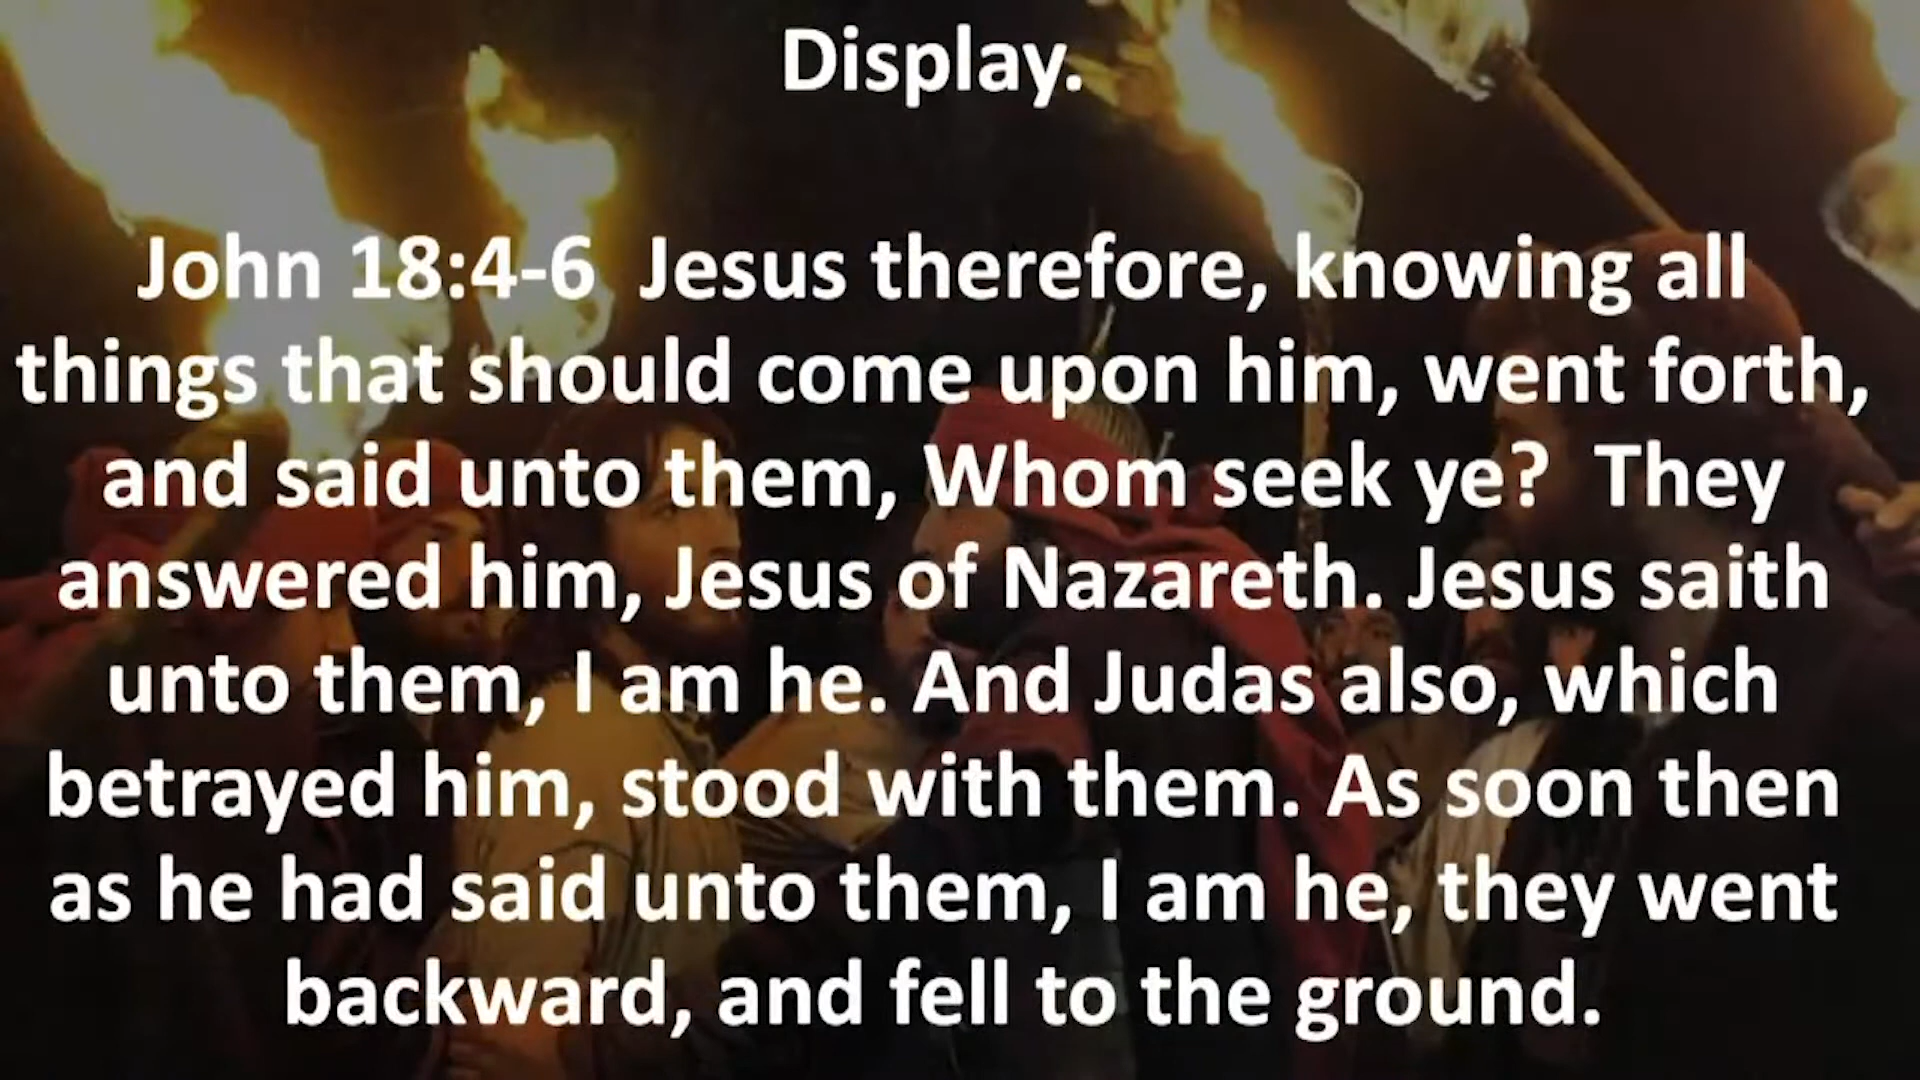 Display.
John 18:4-6  Jesus therefore, knowing all
things that should come upon him, went forth,
and said unto them, Whom seek ye?  They
answered him, Jesus of Nazareth. Jesus saith
unto them, I am he. And Judas also, which
betrayed him, stood with them. As soon then
as he had said unto them, I am he, they went
backward, and fell to the ground.